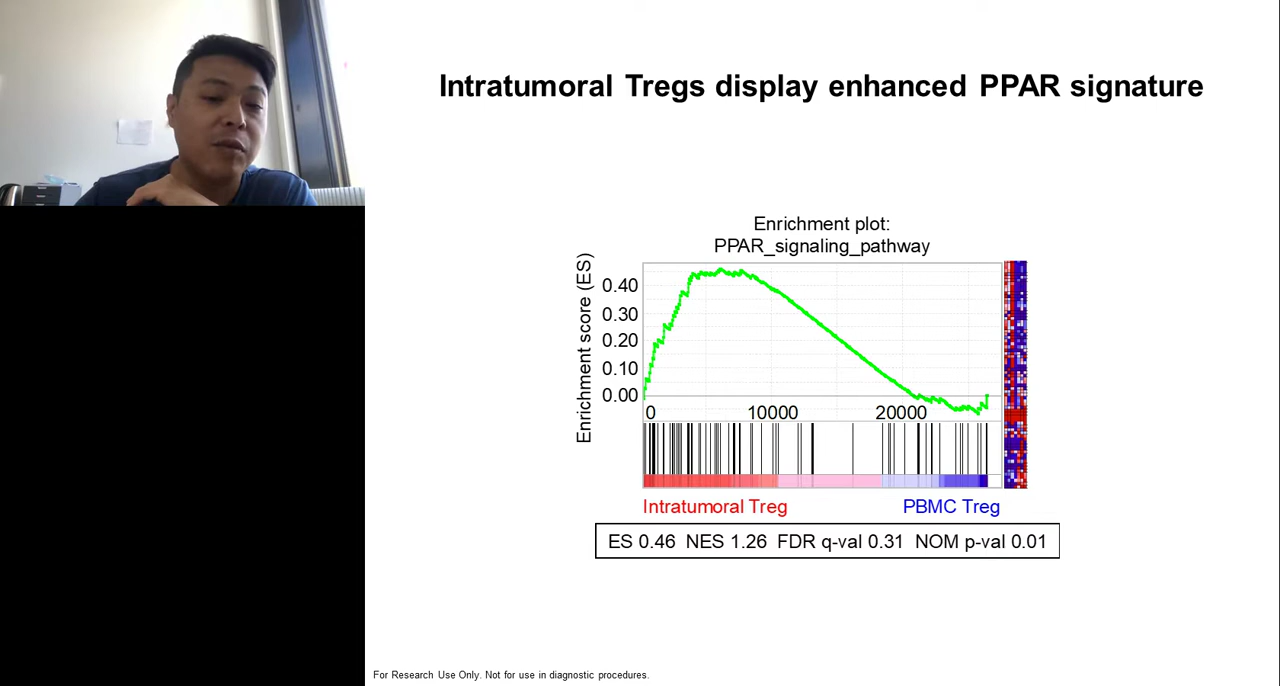 Intratumoral Tregs display enhanced PPAR signature
Enrichment plot:
PPAR_signaling_pathway
Enrichment score (ES)
0.40
0.30
0.20
0.10
0.00
0 10000 20000
Intratumoral Treg PBMC Treg
ES 0.46 NES 1.26 FDR q-val 0.31 NOM p-val 0.01
For Research Use Only. Not for use in diagnostic procedures.